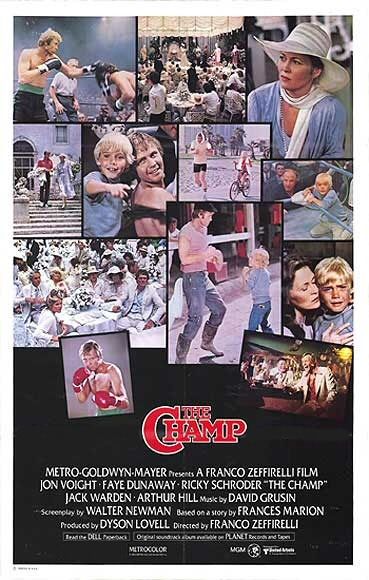 THE
CHAMP
METRO-GOLDWYN-MAYER Presents A FRANCO ZEFFIRELLI FILM
JON VOIGHT · FAYE DUNAWAY · RICKY SCHRODER "THE CHAMP"
JACK WARDEN · ARTHUR HILL Music by DAVID GRUSIN
Screenplay by WALTER NEWMAN Based on a story by FRANCES MARION
Produced by DYSON LOVELL Directed by FRANCO ZEFFIRELLI
Read the DELL Paperback. Original soundtrack album available on PLANET Records and Tapes
METROCOLOR MGM United Artists